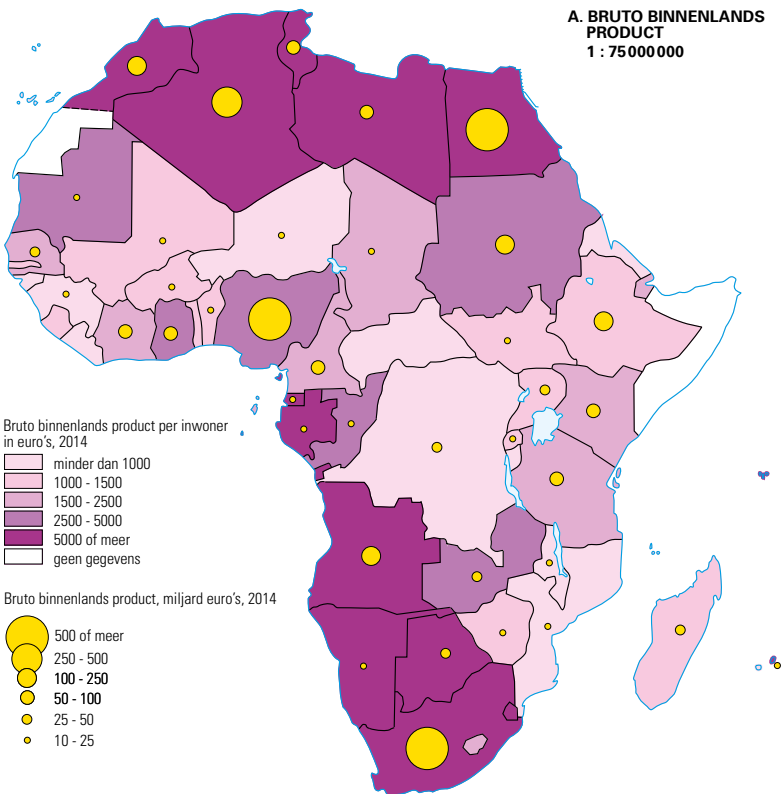 A. BRUTO BINNENLANDS
PRODUCT
1 : 75 000 000
Bruto binnenlands product per inwoner
in euro's, 2014
minder dan 1000
1000 - 1500
1500 - 2500
2500 - 5000
5000 of meer
geen gegevens
Bruto binnenlands product, miljard euro's, 2014
500 of meer
250 - 500
100 - 250
50 - 100
25 - 50
10 - 25